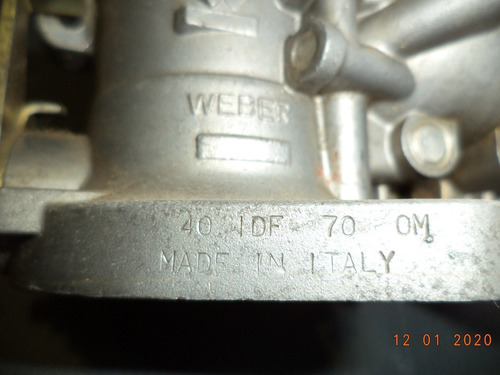 WEBER
40 IDF 70 OM
MADE IN ITALY
12 01 2020